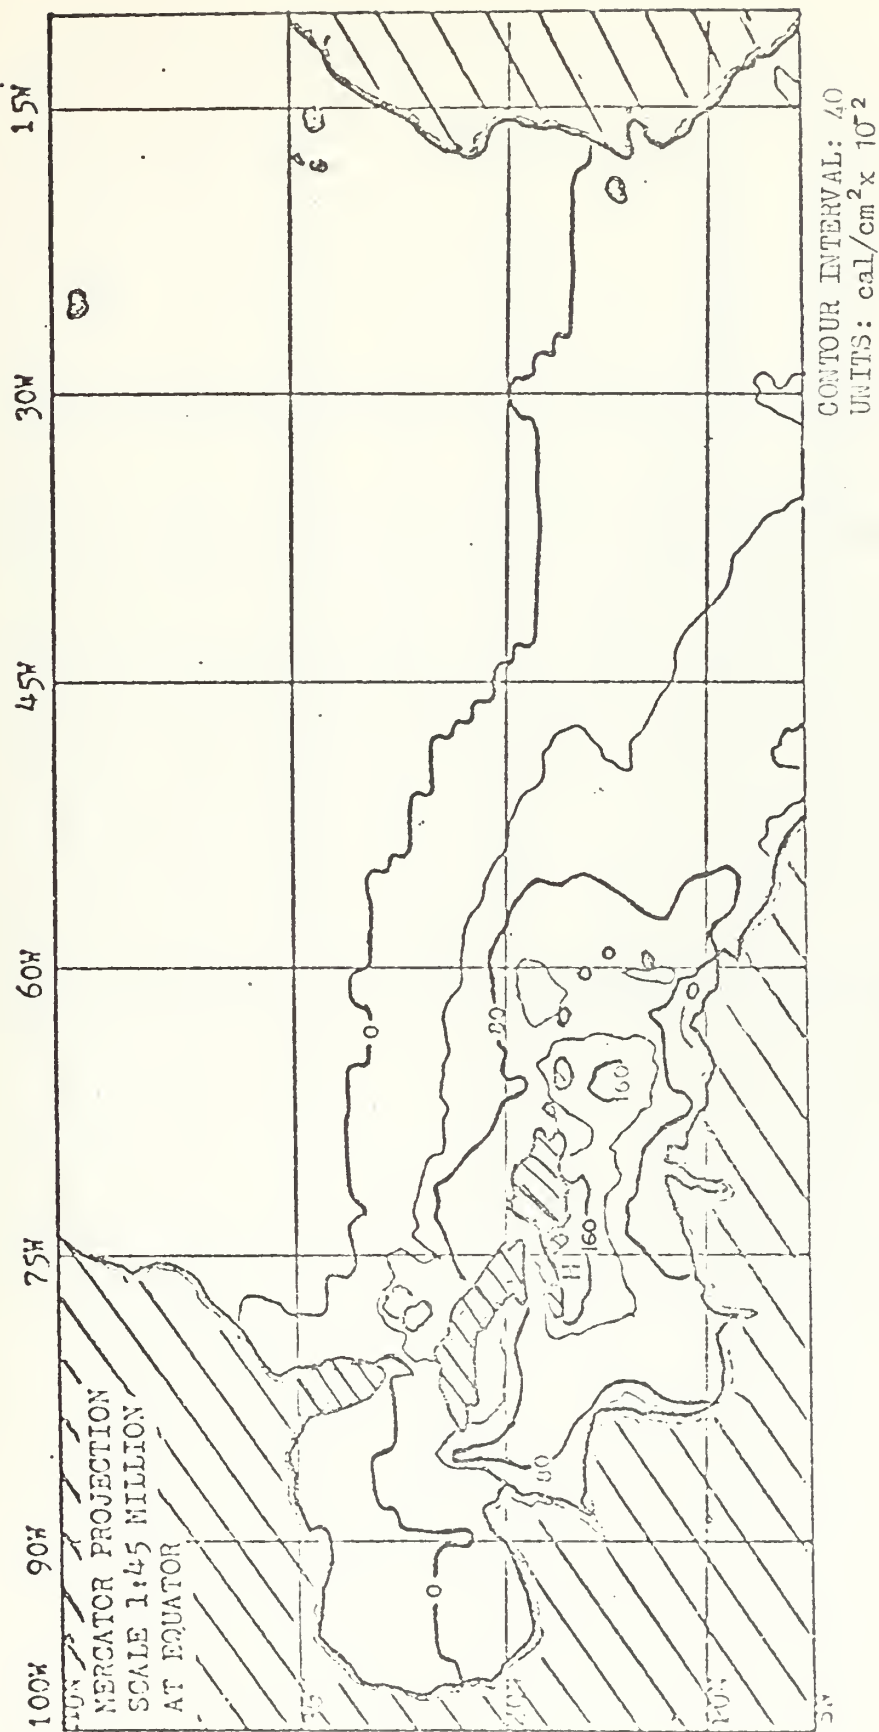 100W 90W 75W 60W 45W 30W 15W
MERCATOR PROJECTION
SCALE 1:45 MILLION
AT EQUATOR
0
0
80
80
160
160
H
5N
CONTOUR INTERVAL: 40
UNITS: cal/cm² x 10⁻²